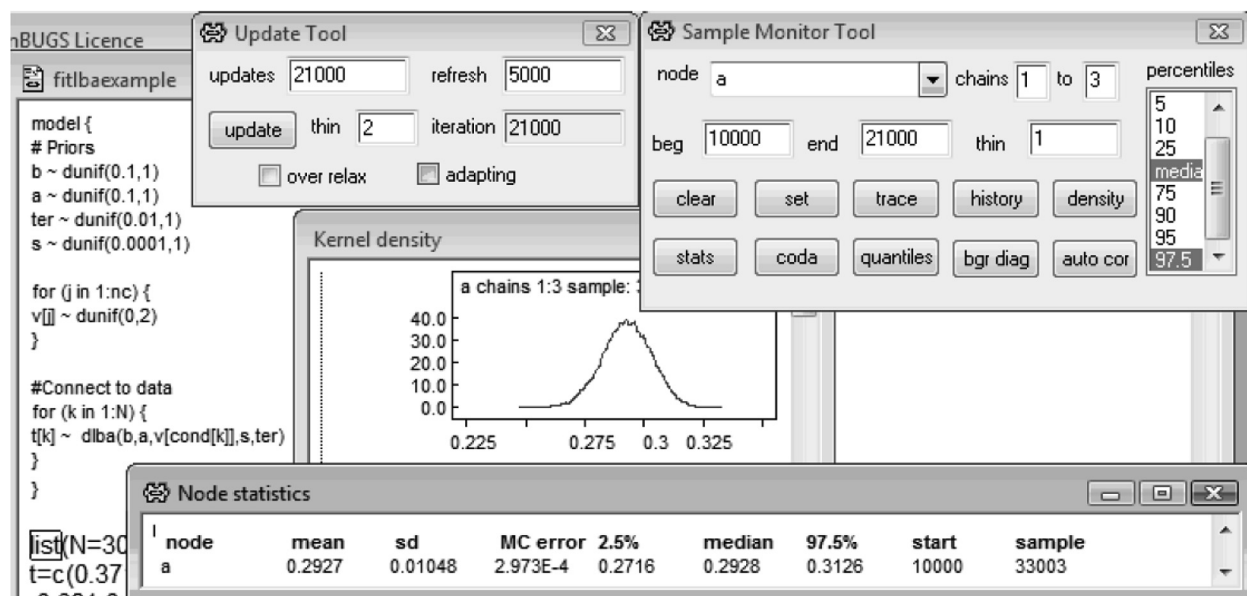 nBUGS Licence
fitlbaexample
model {
# Priors
b ~ dunif(0.1,1)
a ~ dunif(0.1,1)
ter ~ dunif(0.01,1)
s ~ dunif(0.0001,1)
for (j in 1:nc) {
v[j] ~ dunif(0,2)
}
#Connect to data
for (k in 1:N) {
t[k] ~ dlba(b,a,v[cond[k]],s,ter)
}
}
list(N=30
t=c(0.37
Update Tool
updates 21000 refresh 5000
update thin 2 iteration 21000
over relax adapting
Sample Monitor Tool
node a chains 1 to 3 percentiles
5
10
25
media
75
90
95
97.5
beg 10000 end 21000 thin 1
clear set trace history density
stats coda quantiles bgr diag auto cor
Kernel density
a chains 1:3 sample:
40.0
30.0
20.0
10.0
0.0
0.225 0.275 0.3 0.325
Node statistics
node mean sd MC error 2.5% median 97.5% start sample
a 0.2927 0.01048 2.973E-4 0.2716 0.2928 0.3126 10000 33003